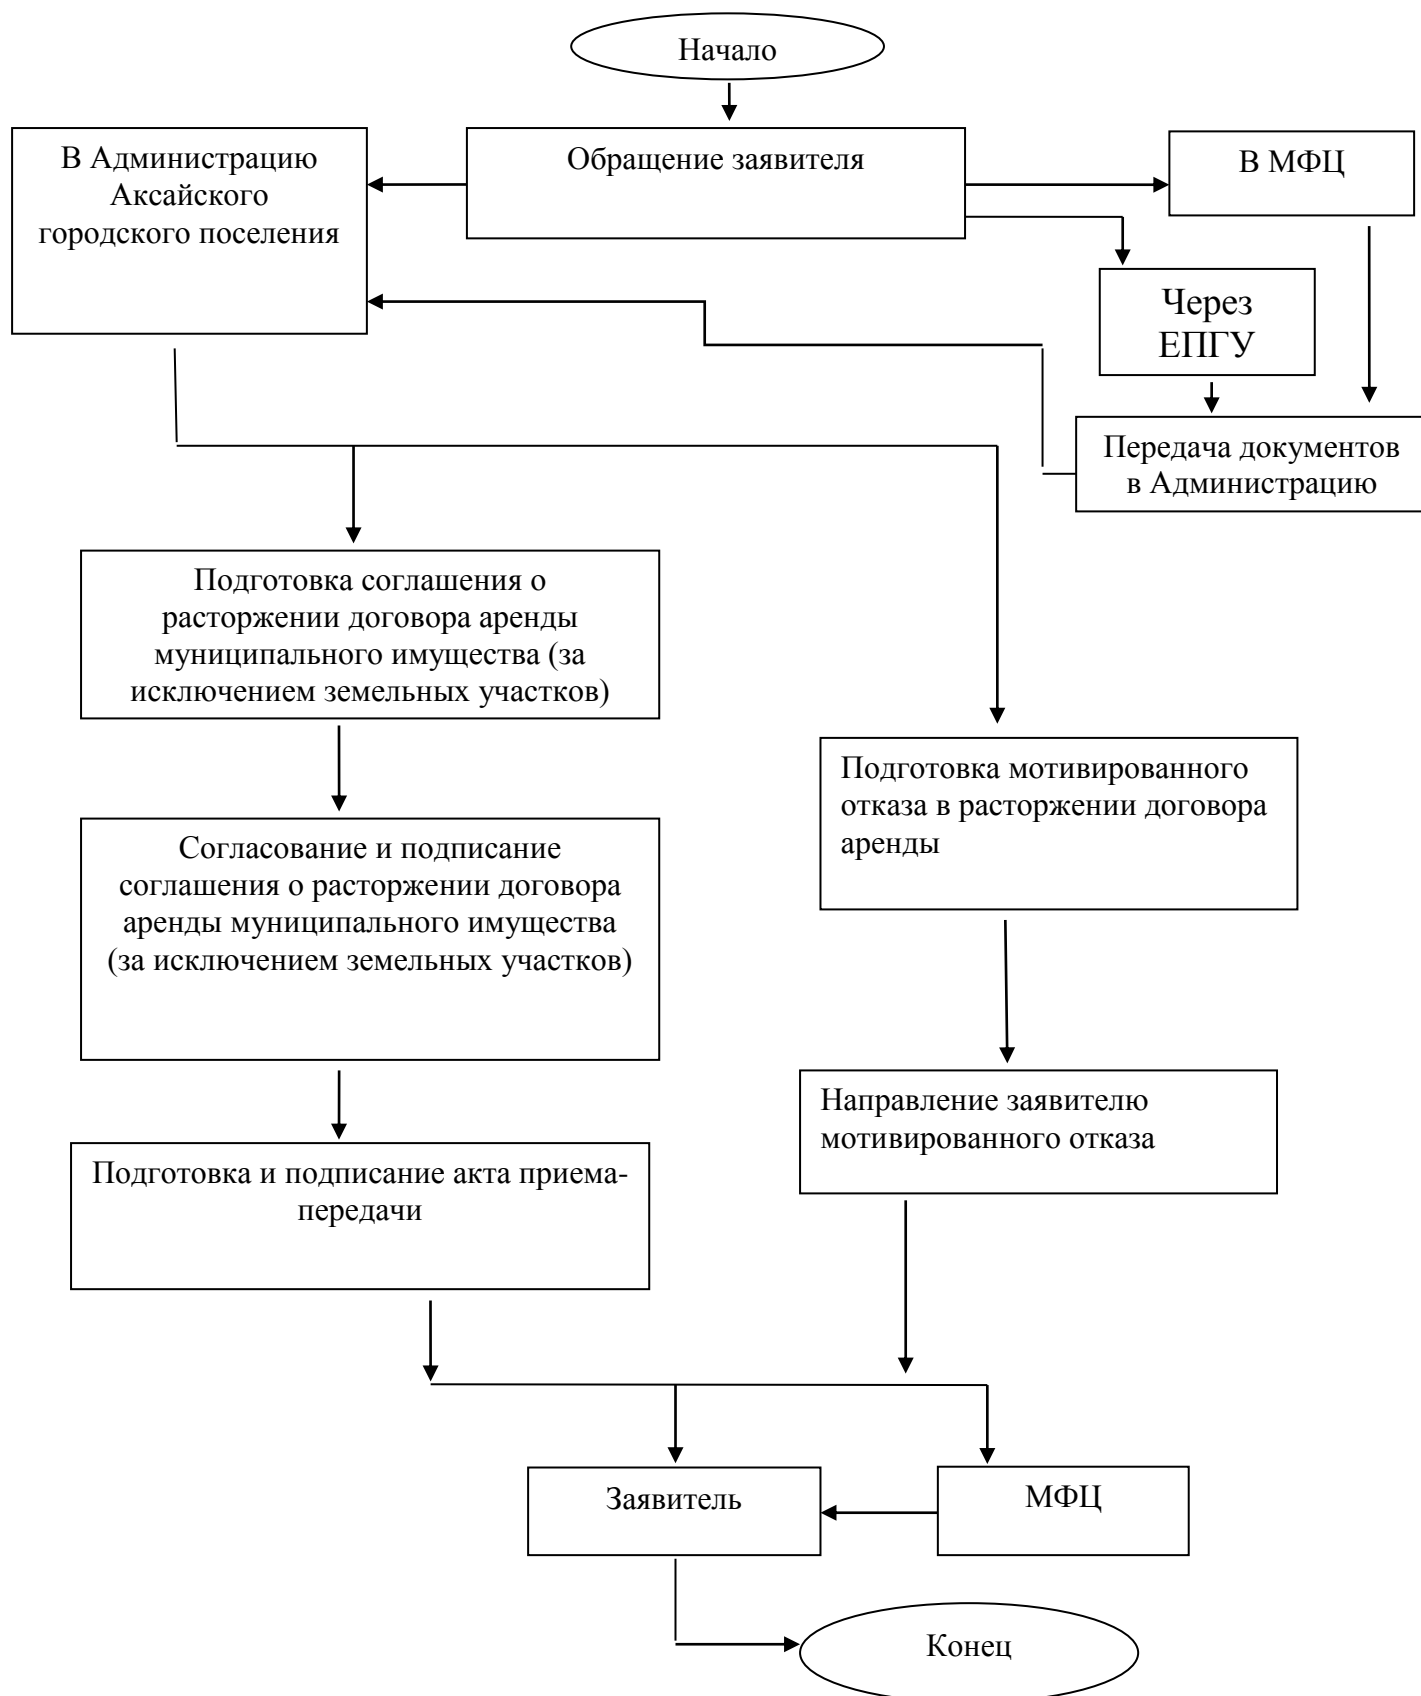 Начало
В Администрацию
Аксайского
городского поселения
Обращение заявителя
В МФЦ
Через
ЕПГУ
Передача документов
в Администрацию
Подготовка соглашения о
расторжении договора аренды
муниципального имущества (за
исключением земельных участков)
Подготовка мотивированного
отказа в расторжении договора
аренды
Согласование и подписание
соглашения о расторжении договора
аренды муниципального имущества
(за исключением земельных участков)
Направление заявителю
мотивированного отказа
Подготовка и подписание акта приема-
передачи
Заявитель
МФЦ
Конец